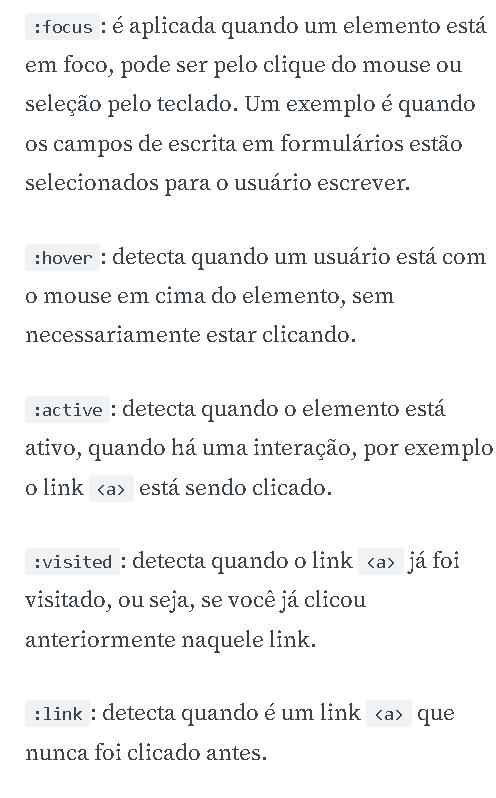 :focus : é aplicada quando um elemento está
em foco, pode ser pelo clique do mouse ou
seleção pelo teclado. Um exemplo é quando
os campos de escrita em formulários estão
selecionados para o usuário escrever.
:hover : detecta quando um usuário está com
o mouse em cima do elemento, sem
necessariamente estar clicando.
:active : detecta quando o elemento está
ativo, quando há uma interação, por exemplo
o link <a> está sendo clicado.
:visited : detecta quando o link <a> já foi
visitado, ou seja, se você já clicou
anteriormente naquele link.
:link : detecta quando é um link <a> que
nunca foi clicado antes.